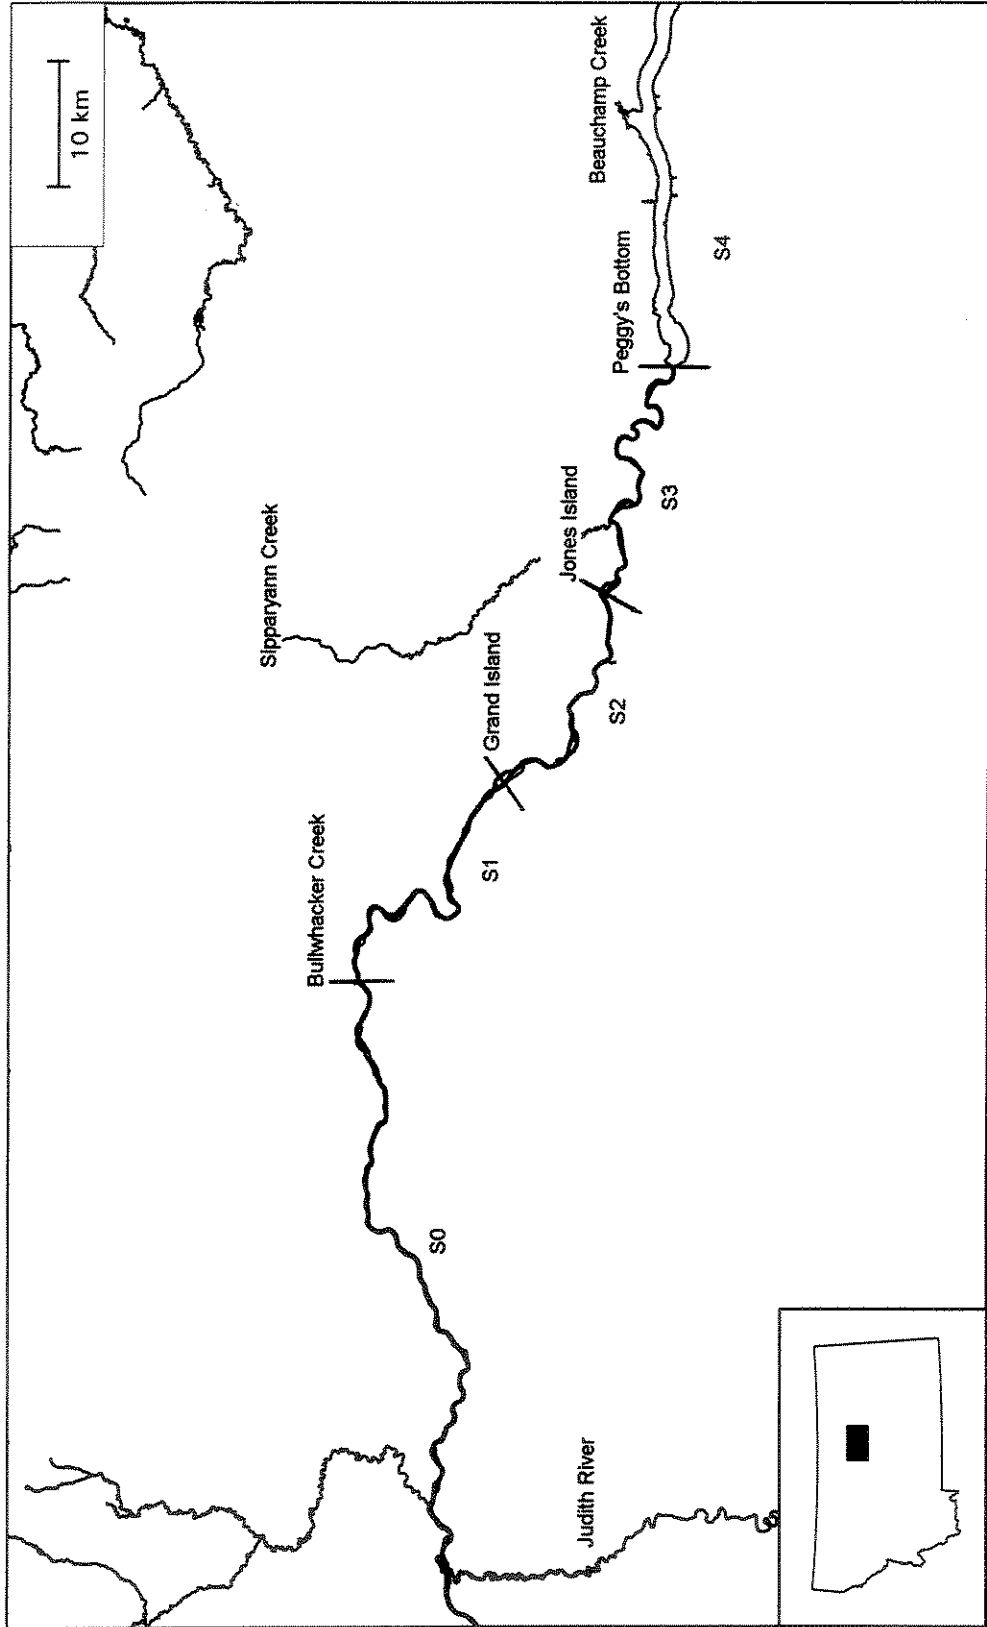 10 km
Beauchamp Creek
Peggy's Bottom
S4
Sipparyann Creek
Jones Island
S3
Grand Island
S2
Bullwhacker Creek
S1
S0
Judith River